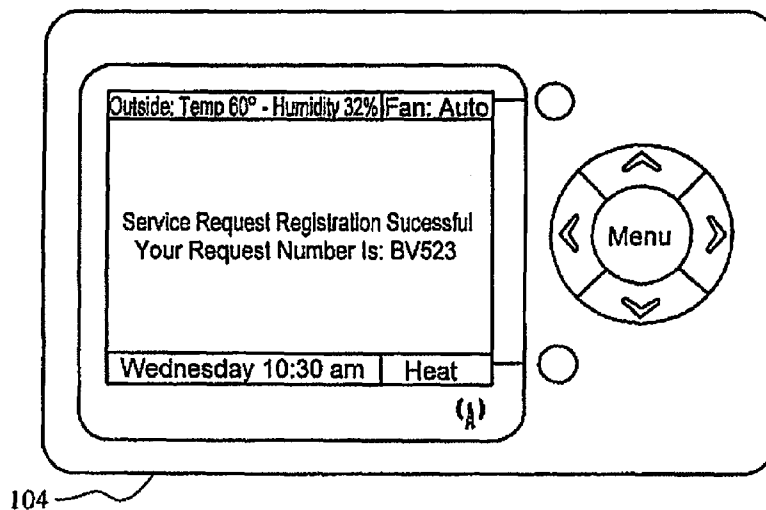 Outside: Temp 60° - Humidity 32% Fan: Auto
Service Request Registration Sucessful
Your Request Number Is: BV523
Menu
Wednesday 10:30 am Heat
104